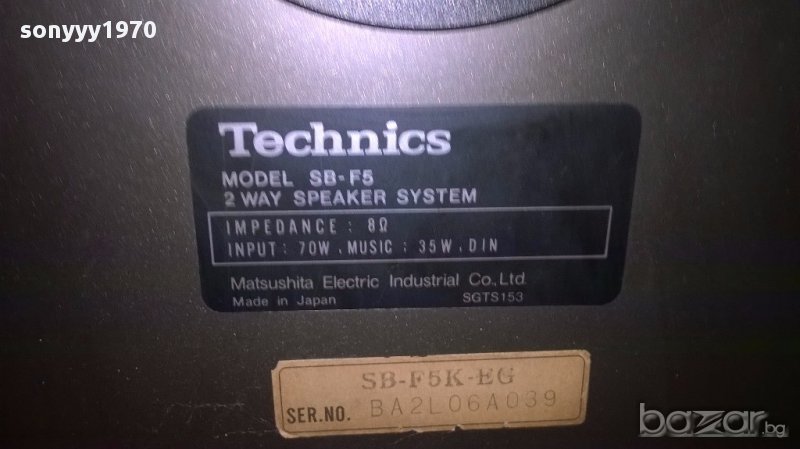 sonyyy1970
Technics
MODEL SB-F5
2 WAY SPEAKER SYSTEM
IMPEDANCE : 8Ω
INPUT : 70W . MUSIC : 35W . DIN
Matsushita Electric Industrial Co., Ltd.
Made in Japan SGTS153
SB-F5K-EG
SER.NO. BA2L06A039
bazar.bg